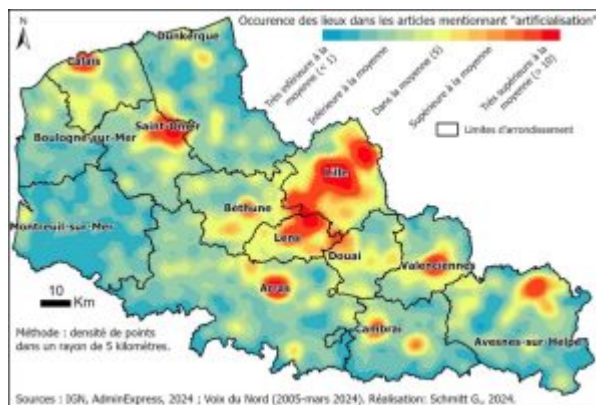 Occurence des lieux dans les articles mentionnant "artificialisation"
N
Très inférieure à la
moyenne (< 1)
Inférieure à la moyenne
Dans la moyenne (5)
Supérieure à la moyenne
Très supérieure à la
moyenne (> 10)
Limites d'arrondissement
Dunkerque
Calais
Saint-Omer
Boulogne-sur-Mer
Lille
Béthune
Montreuil-sur-Mer
Lens
Douai
Valenciennes
Arras
Cambrai
Avesnes-sur-Helpe
10
Km
Méthode : densité de points
dans un rayon de 5 kilomètres.
Sources : IGN, AdminExpress, 2024 ; Voix du Nord (2005-mars 2024). Réalisation: Schmitt G., 2024.